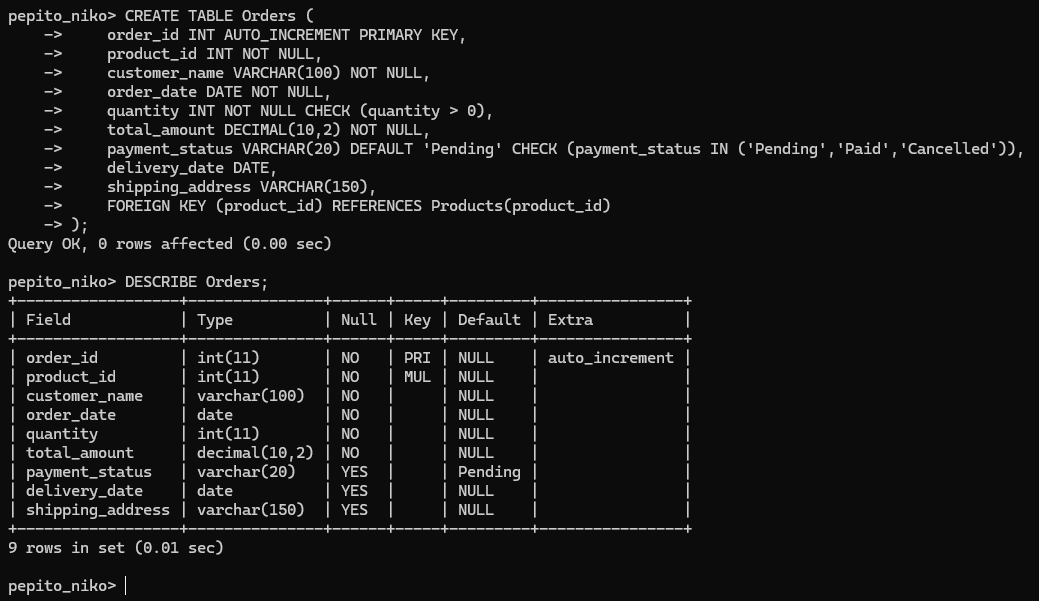 pepito_niko> CREATE TABLE Orders (
    ->     order_id INT AUTO_INCREMENT PRIMARY KEY,
    ->     product_id INT NOT NULL,
    ->     customer_name VARCHAR(100) NOT NULL,
    ->     order_date DATE NOT NULL,
    ->     quantity INT NOT NULL CHECK (quantity > 0),
    ->     total_amount DECIMAL(10,2) NOT NULL,
    ->     payment_status VARCHAR(20) DEFAULT 'Pending' CHECK (payment_status IN ('Pending','Paid','Cancelled')),
    ->     delivery_date DATE,
    ->     shipping_address VARCHAR(150),
    ->     FOREIGN KEY (product_id) REFERENCES Products(product_id)
    -> );
Query OK, 0 rows affected (0.00 sec)

pepito_niko> DESCRIBE Orders;
+------------------+---------------+------+-----+---------+----------------+
| Field            | Type          | Null | Key | Default | Extra          |
+------------------+---------------+------+-----+---------+----------------+
| order_id         | int(11)       | NO   | PRI | NULL    | auto_increment |
| product_id       | int(11)       | NO   | MUL | NULL    |                |
| customer_name    | varchar(100)  | NO   |     | NULL    |                |
| order_date       | date          | NO   |     | NULL    |                |
| quantity         | int(11)       | NO   |     | NULL    |                |
| total_amount     | decimal(10,2) | NO   |     | NULL    |                |
| payment_status   | varchar(20)   | YES  |     | Pending |                |
| delivery_date    | date          | YES  |     | NULL    |                |
| shipping_address | varchar(150)  | YES  |     | NULL    |                |
+------------------+---------------+------+-----+---------+----------------+
9 rows in set (0.01 sec)

pepito_niko>